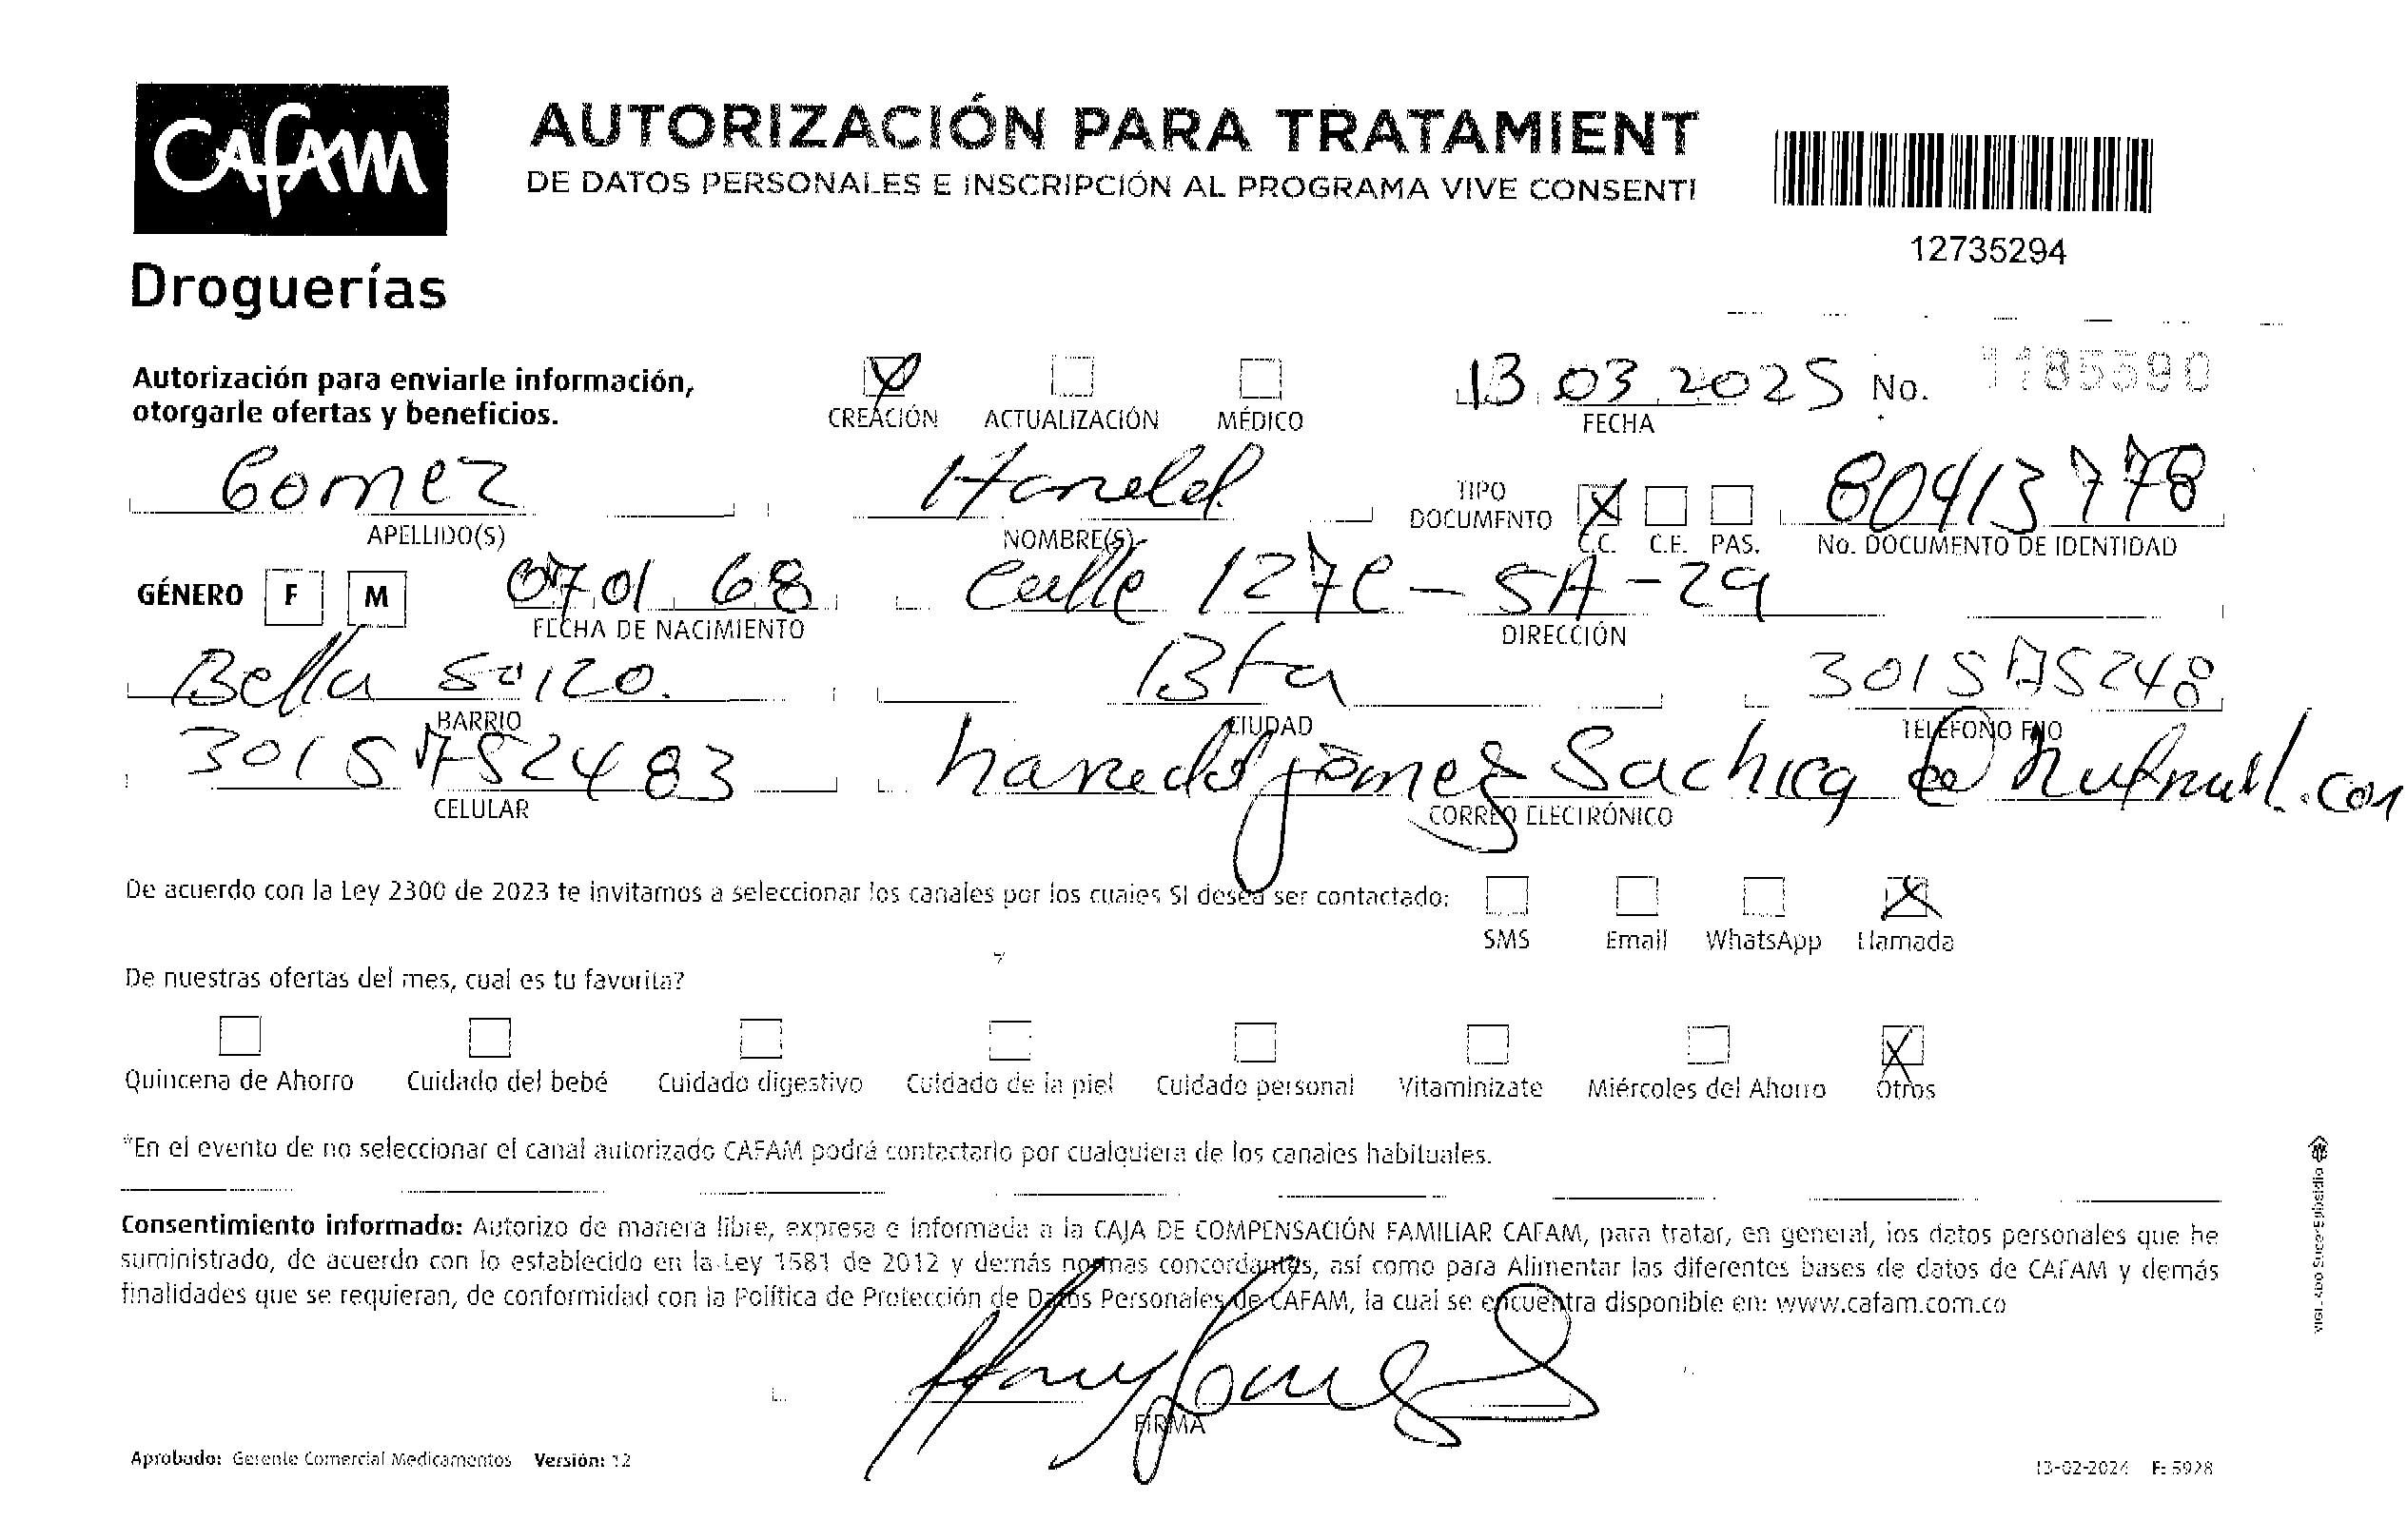 CAFAM
Droguerías
AUTORIZACIÓN PARA TRATAMIENT
DE DATOS PERSONALES E INSCRIPCIÓN AL PROGRAMA VIVE CONSENTI
12735294
Autorización para enviarle información,
otorgarle ofertas y beneficios.
CREACIÓN ACTUALIZACIÓN MÉDICO
13 03 2025 No. 1185590
FECHA
Gomez
APELLIDO(S)
NOMBRE(S)
TIPO
DOCUMENTO
C.C. C.E. PAS.
80413778
No. DOCUMENTO DE IDENTIDAD
GÉNERO F M
07 01 68
FECHA DE NACIMIENTO
Calle 127C - 5A - 29
DIRECCIÓN
Bella
BARRIO
Bta
CIUDAD
TELÉFONO FIJO
3015752483
CELULAR
CORREO ELECTRÓNICO
De acuerdo con la Ley 2300 de 2023 te invitamos a seleccionar los canales por los cuales SI desea ser contactado:
SMS Email WhatsApp Llamada
De nuestras ofertas del mes, cual es tu favorita?
Quincena de Ahorro Cuidado del bebé Cuidado digestivo Cuidado de la piel Cuidado personal Vitaminízate Miércoles del Ahorro Otros
*En el evento de no seleccionar el canal autorizado CAFAM podrá contactarlo por cualquiera de los canales habituales.
Consentimiento informado: Autorizo de manera libre, expresa e informada a la CAJA DE COMPENSACIÓN FAMILIAR CAFAM, para tratar, en general, los datos personales que he
suministrado, de acuerdo con lo establecido en la Ley 1581 de 2012 y demás normas concordantes, así como para Alimentar las diferentes bases de datos de CAFAM y demás
finalidades que se requieran, de conformidad con la Política de Protección de Datos Personales de CAFAM, la cual se encuentra disponible en: www.cafam.com.co
FIRMA
Aprobado: Gerente Comercial Medicamentos Versión: 12
13-02-2024 F: 5928